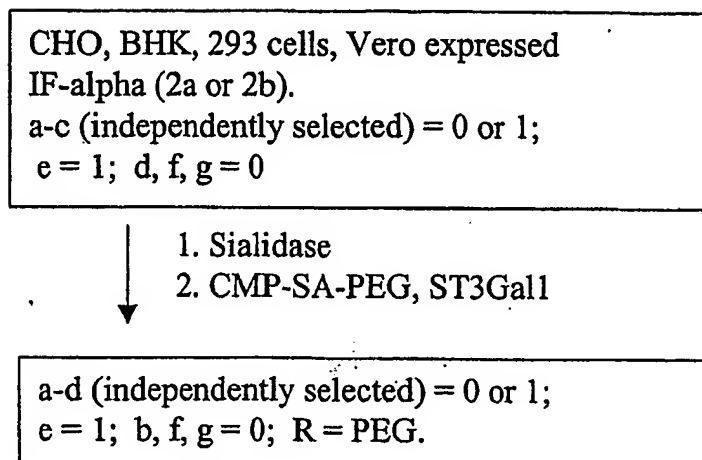 CHO, BHK, 293 cells, Vero expressed
IF-alpha (2a or 2b).
a-c (independently selected) = 0 or 1;
e = 1; d, f, g = 0
1. Sialidase
2. CMP-SA-PEG, ST3Gal1
a-d (independently selected) = 0 or 1;
e = 1; b, f, g = 0; R = PEG.